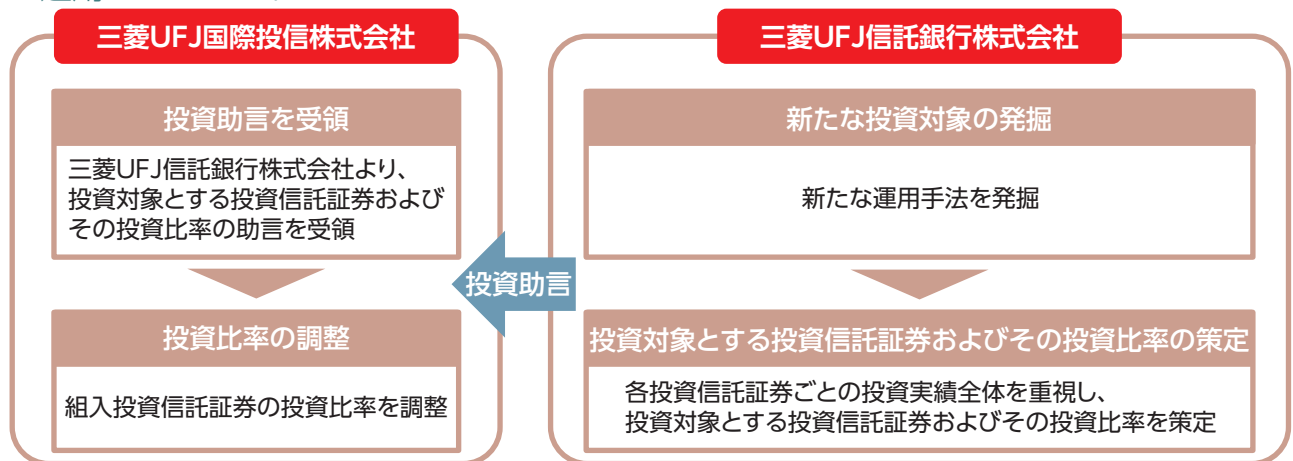 三菱UFJ国際投信株式会社
投資助言を受領
三菱UFJ信託銀行株式会社より、
投資対象とする投資信託証券および
その投資比率の助言を受領
投資比率の調整
組入投資信託証券の投資比率を調整
投資助言
三菱UFJ信託銀行株式会社
新たな投資対象の発掘
新たな運用手法を発掘
投資対象とする投資信託証券およびその投資比率の策定
各投資信託証券ごとの投資実績全体を重視し、
投資対象とする投資信託証券およびその投資比率を策定